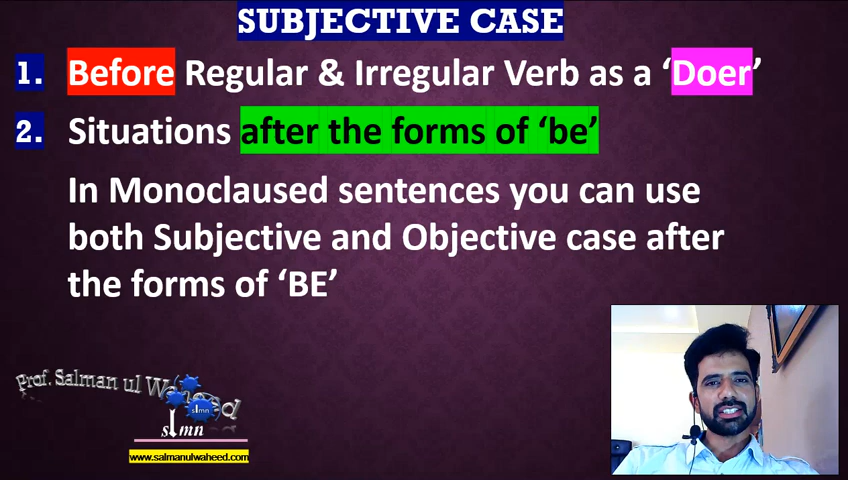 SUBJECTIVE CASE
1. Before Regular & Irregular Verb as a ‘Doer’
2. Situations after the forms of ‘be’
In Monoclaused sentences you can use
both Subjective and Objective case after
the forms of ‘BE’
Prof. Salman ul Waheed
slmn
slmn
www.salmanulwaheed.com